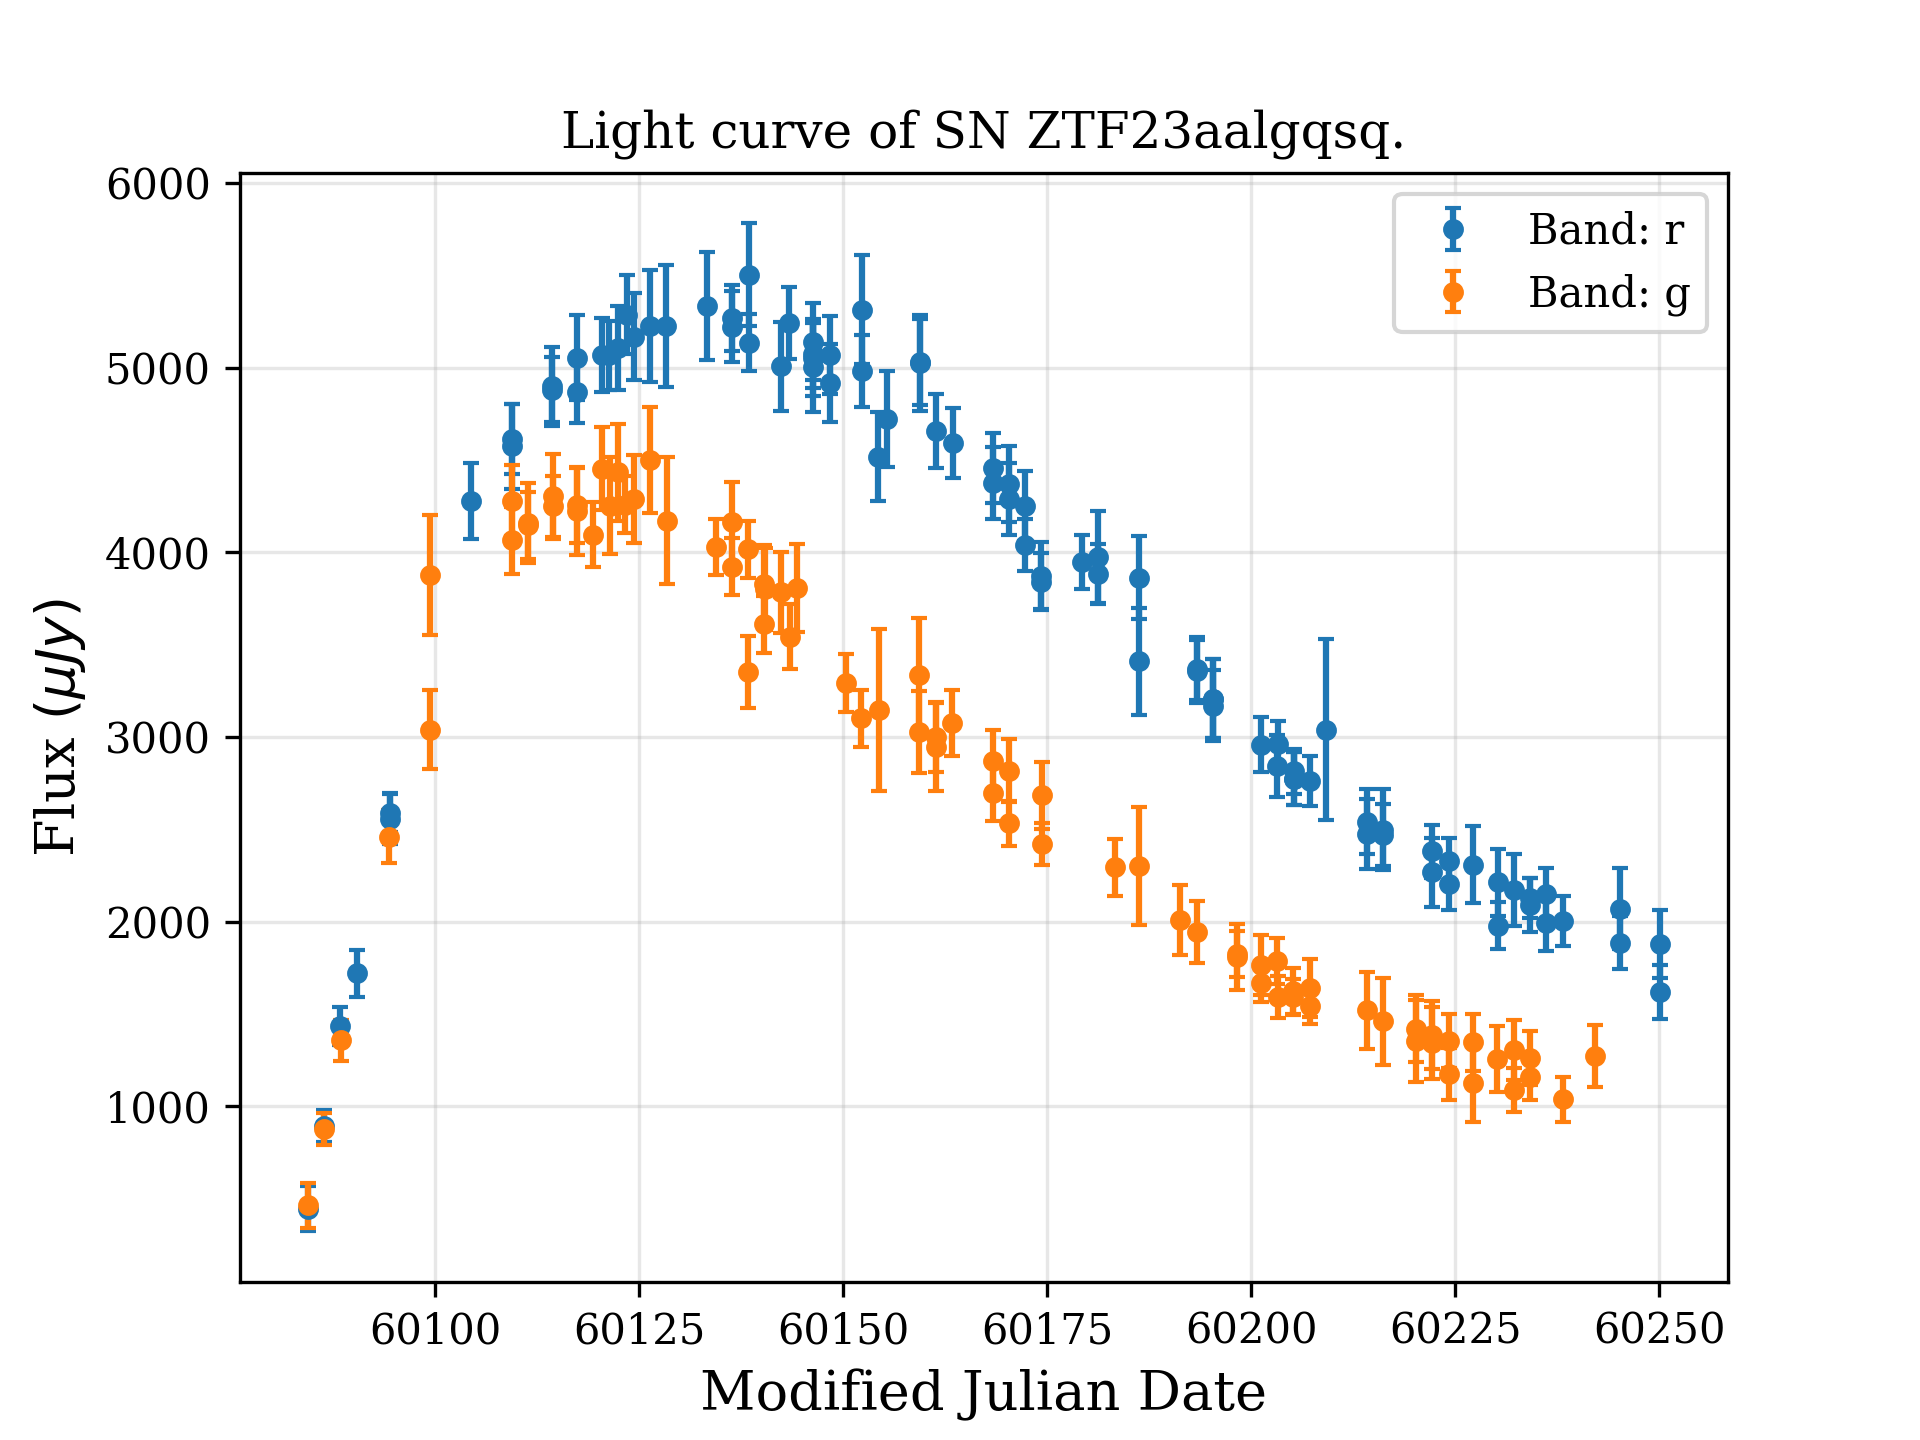 Light curve of SN ZTF23aalgqsq.
6000
5000
4000
3000
2000
1000
Flux (μJy)
Band: r
Band: g
60100 60125 60150 60175 60200 60225 60250
Modified Julian Date